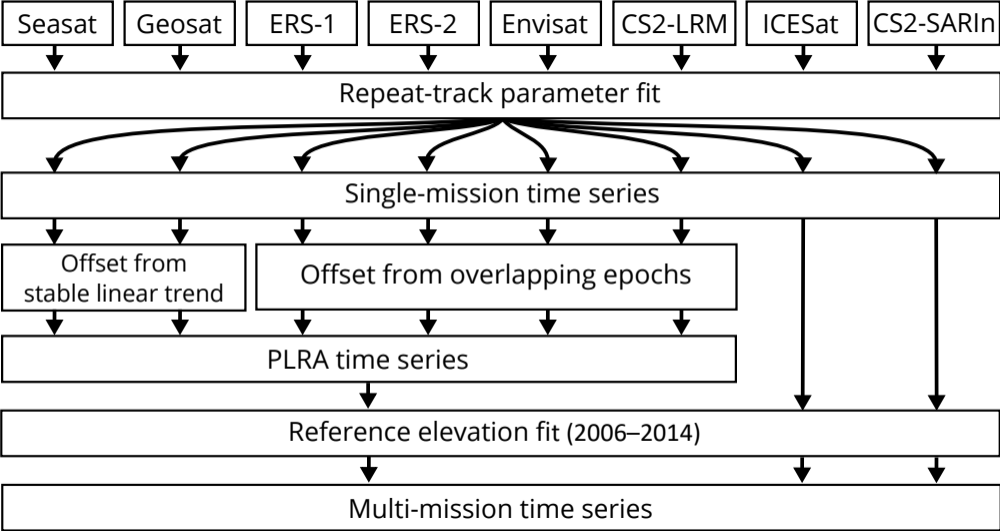 Seasat Geosat ERS-1 ERS-2 Envisat CS2-LRM ICESat CS2-SARIn
Repeat-track parameter fit
Single-mission time series
Offset from
stable linear trend
Offset from overlapping epochs
PLRA time series
Reference elevation fit (2006–2014)
Multi-mission time series